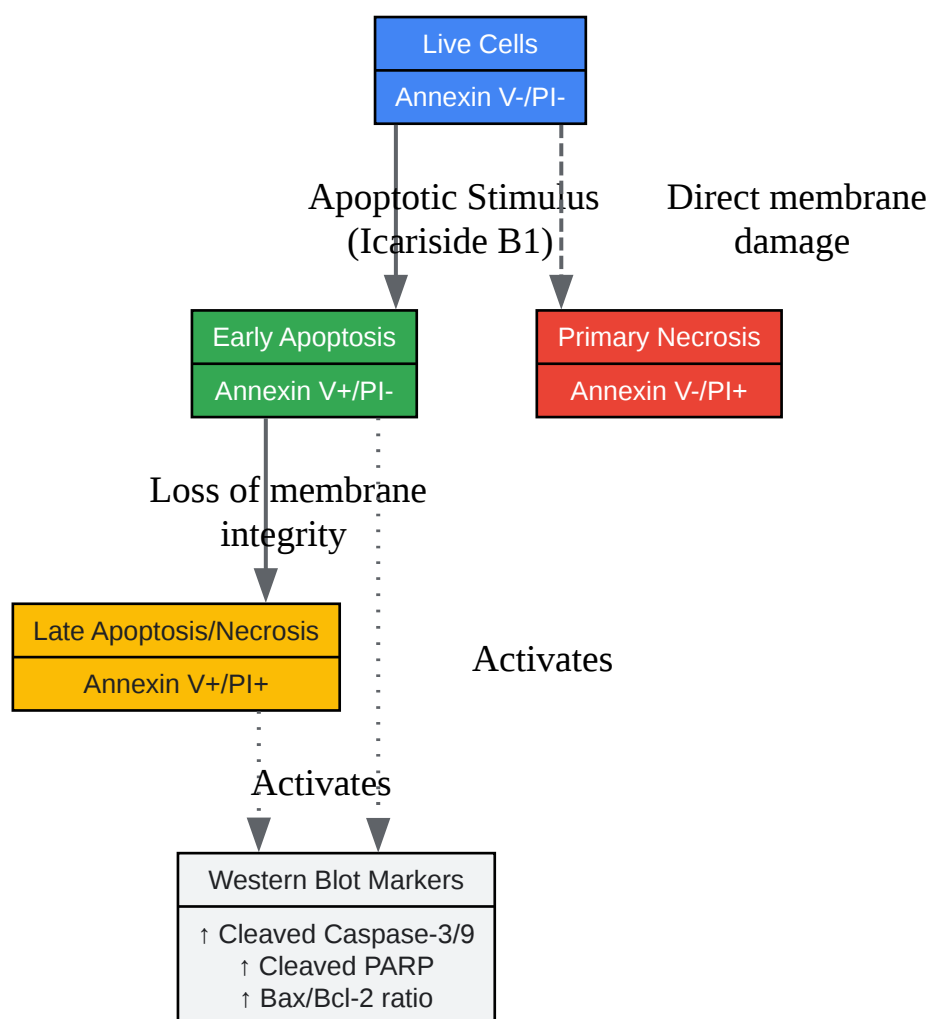 Live Cells
Annexin V-/PI-
Apoptotic Stimulus
(Icariside B1)
Direct membrane
damage
Early Apoptosis
Annexin V+/PI-
Primary Necrosis
Annexin V-/PI+
Loss of membrane
integrity
Late Apoptosis/Necrosis
Annexin V+/PI+
Activates
Activates
Western Blot Markers
↑ Cleaved Caspase-3/9
↑ Cleaved PARP
↑ Bax/Bcl-2 ratio